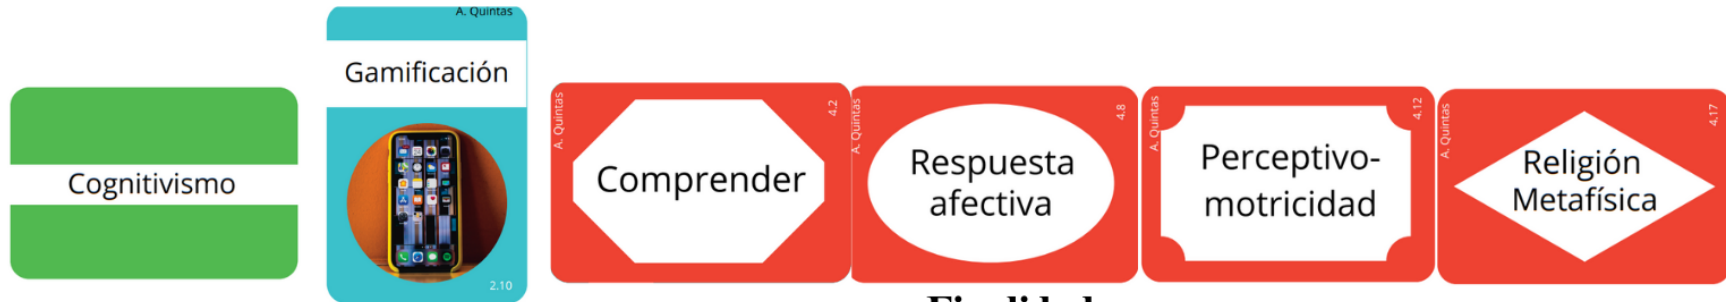 Cognitivismo
A. Quintas
Gamificación
2.10
A. Quintas
4.2
Comprender
A. Quintas
4.8
Respuesta
afectiva
A. Quintas
4.12
Perceptivo-
motricidad
A. Quintas
4.17
Religión
Metafísica